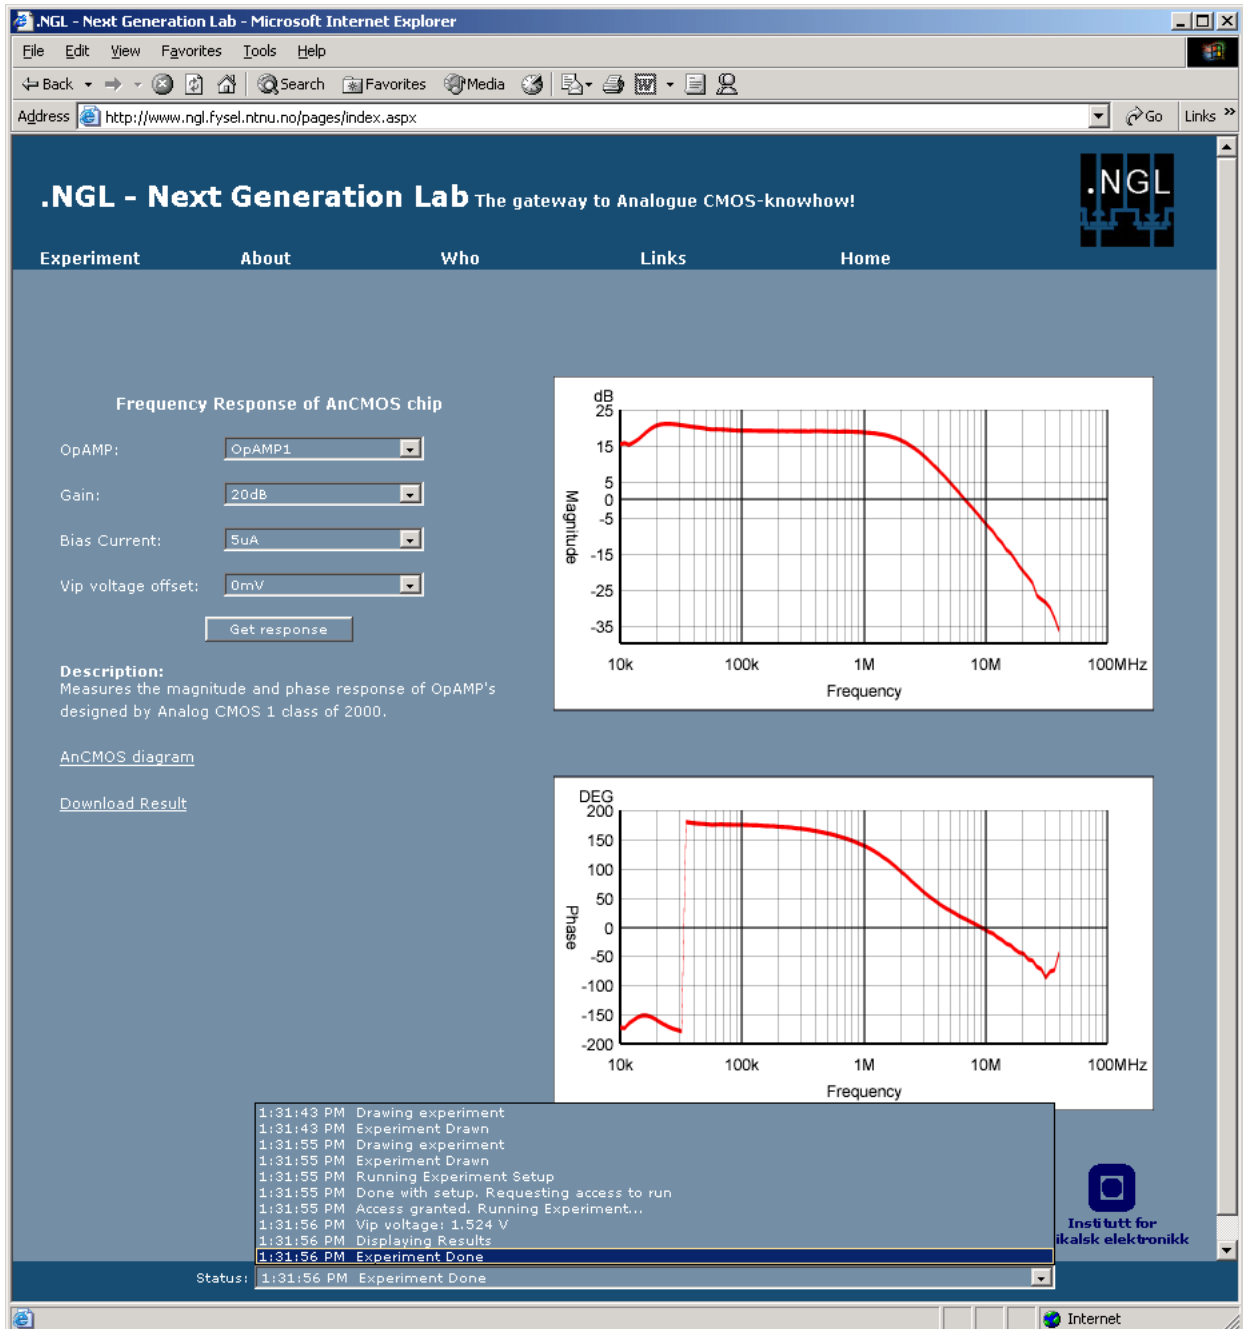 .NGL - Next Generation Lab - Microsoft Internet Explorer
File Edit View Favorites Tools Help
Back Search Favorites Media
Address http://www.ngl.fysel.ntnu.no/pages/index.aspx Go Links »
.NGL - Next Generation Lab The gateway to Analogue CMOS-knowhow!
.NGL
Experiment About Who Links Home
Frequency Response of AnCMOS chip
OpAMP: OpAMP1
Gain: 20dB
Bias Current: 5uA
Vip voltage offset: 0mV
Get response
Description:
Measures the magnitude and phase response of OpAMP's
designed by Analog CMOS 1 class of 2000.
AnCMOS diagram
Download Result
dB
25
15
5
0
-5
-15
-25
-35
Magnitude
10k 100k 1M 10M 100MHz
Frequency
DEG
200
150
100
50
0
-50
-100
-150
-200
Phase
10k 100k 1M 10M 100MHz
Frequency
1:31:43 PM Drawing experiment
1:31:43 PM Experiment Drawn
1:31:55 PM Drawing experiment
1:31:55 PM Experiment Drawn
1:31:55 PM Running Experiment Setup
1:31:55 PM Done with setup. Requesting access to run
1:31:55 PM Access granted. Running Experiment...
1:31:56 PM Vip voltage: 1.524 V
1:31:56 PM Displaying Results
1:31:56 PM Experiment Done
Institutt for
ikalsk elektronikk
Status: 1:31:56 PM Experiment Done
Internet